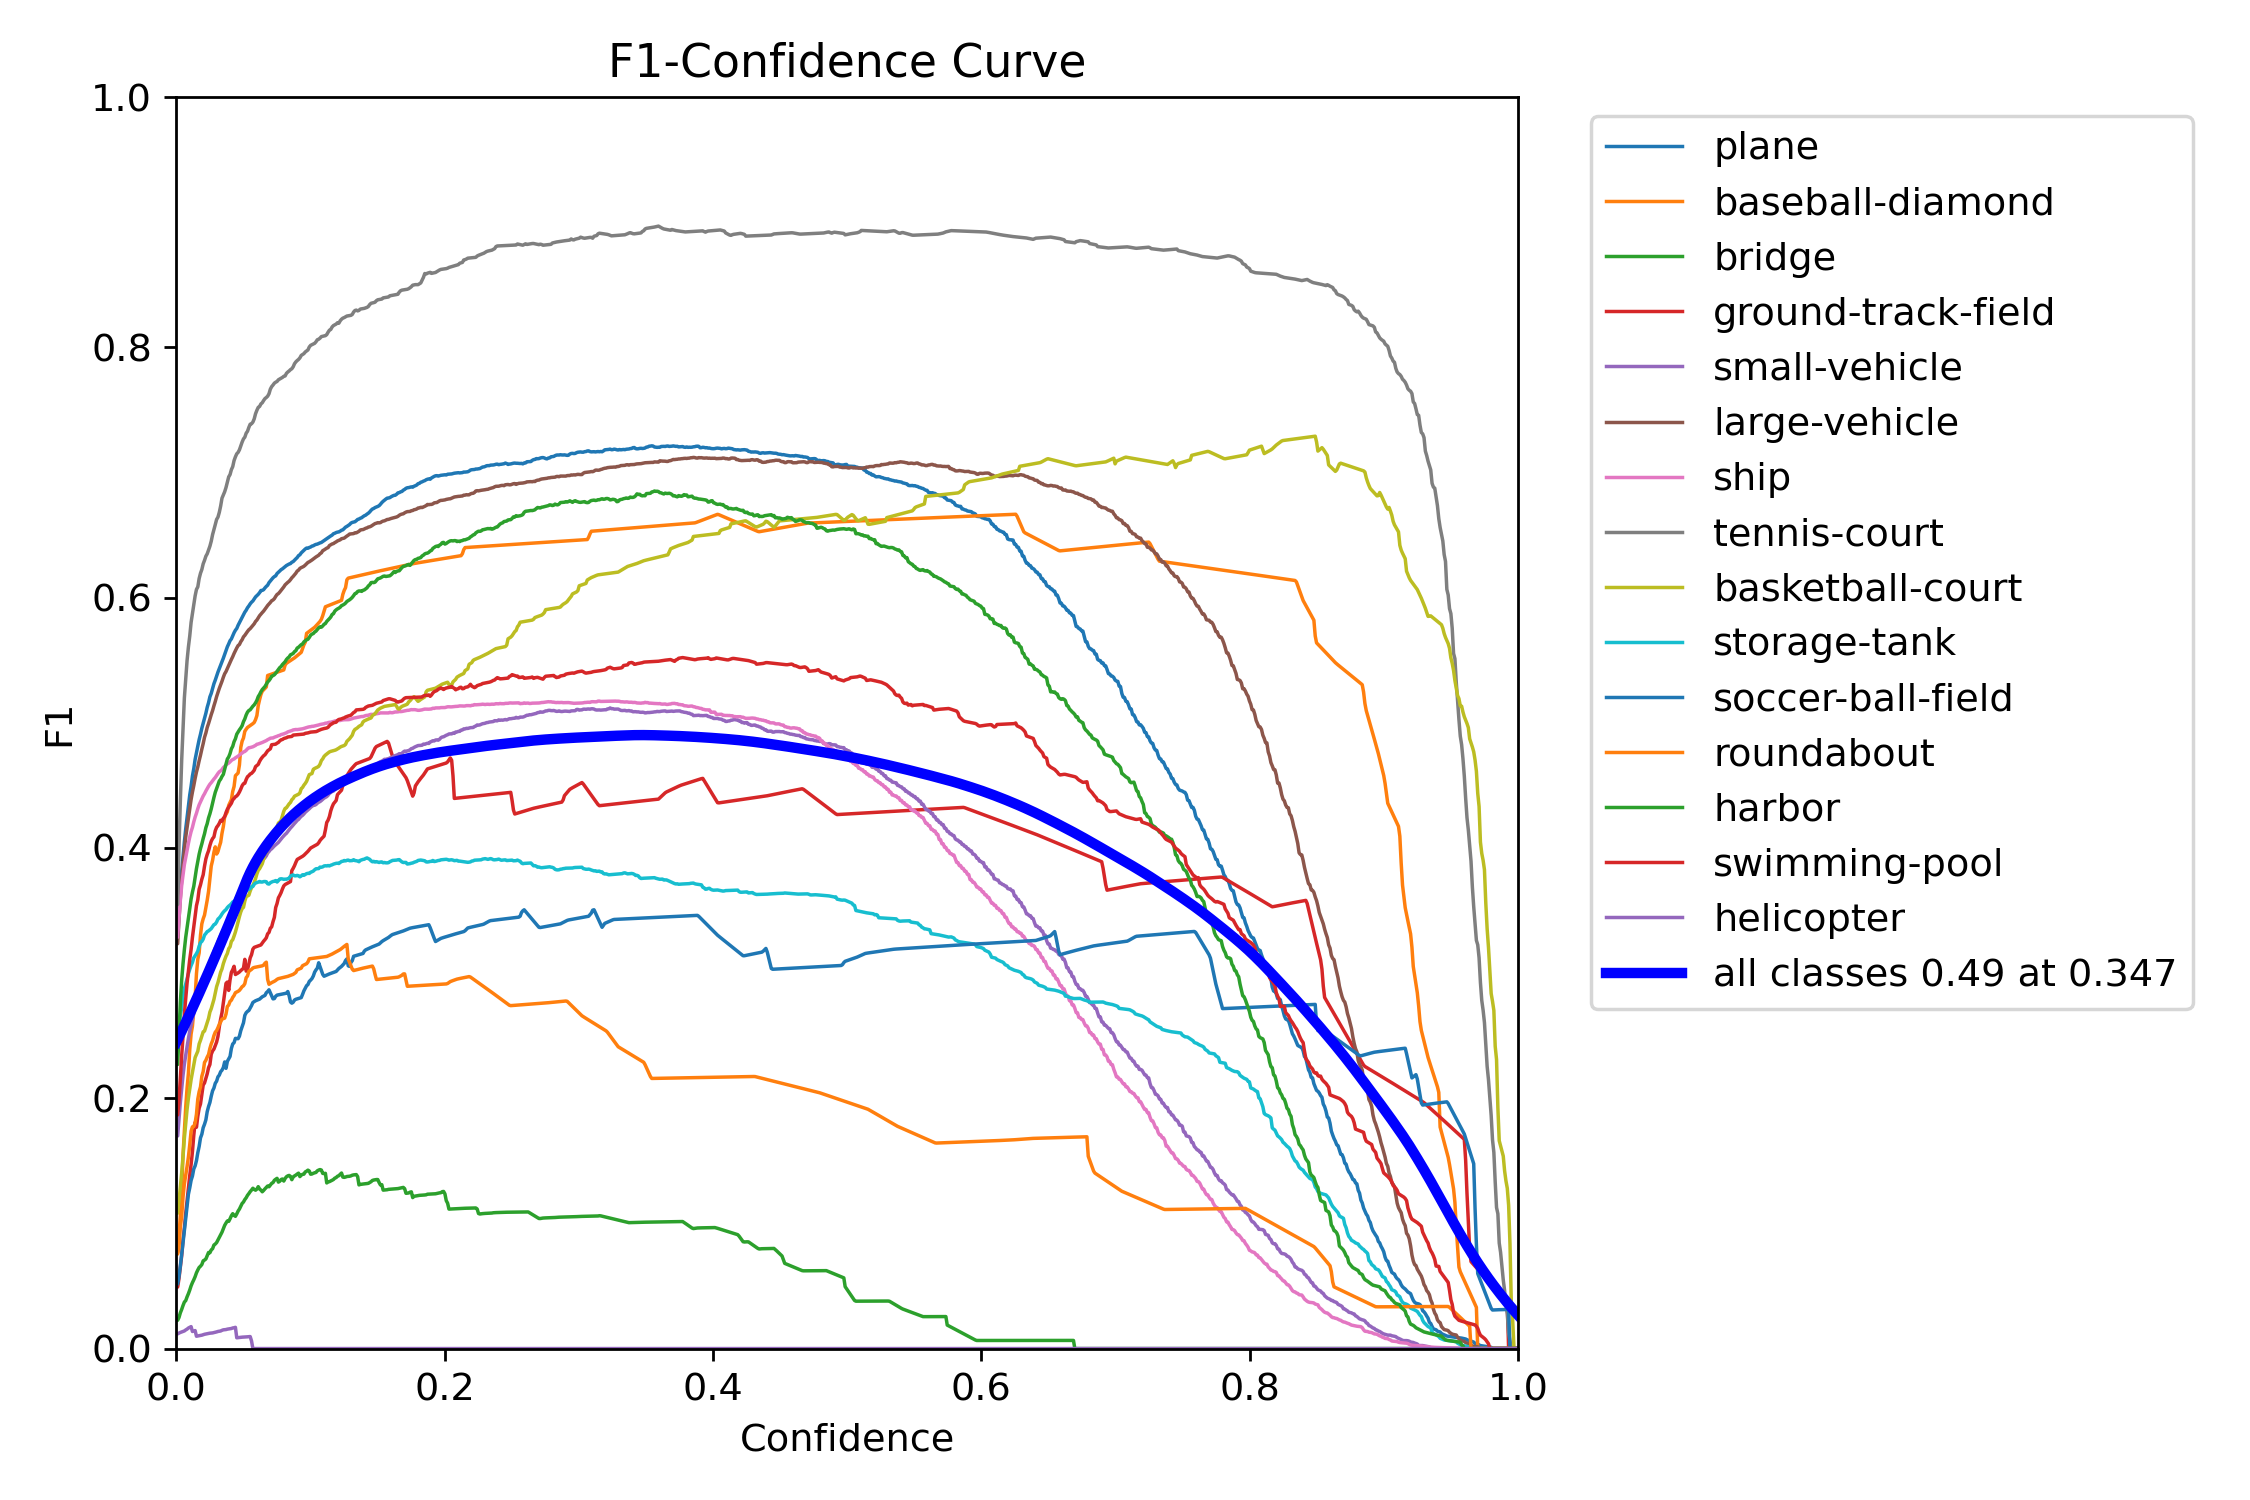 F1-Confidence Curve
1.0
0.8
0.6
0.4
0.2
0.0
F1
0.0 0.2 0.4 0.6 0.8 1.0
Confidence
plane
baseball-diamond
bridge
ground-track-field
small-vehicle
large-vehicle
ship
tennis-court
basketball-court
storage-tank
soccer-ball-field
roundabout
harbor
swimming-pool
helicopter
all classes 0.49 at 0.347